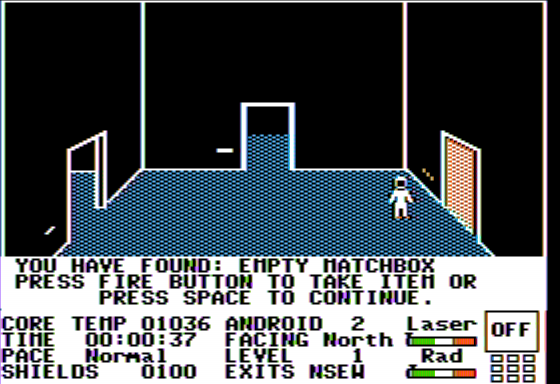 YOU HAVE FOUND: EMPTY MATCHBOX
PRESS FIRE BUTTON TO TAKE ITEM OR
PRESS SPACE TO CONTINUE.
CORE TEMP 01036 ANDROID 2 Laser
TIME 00:00:37 FACING North
PACE Normal LEVEL 1 Rad
SHIELDS 0100 EXITS NSEW
OFF